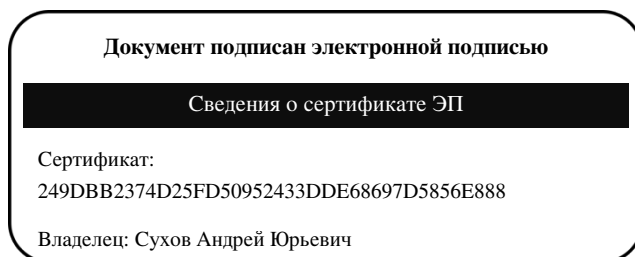 Документ подписан электронной подписью
Сведения о сертификате ЭП
Сертификат:
249DBB2374D25FD50952433DDE68697D5856E888
Владелец: Сухов Андрей Юрьевич